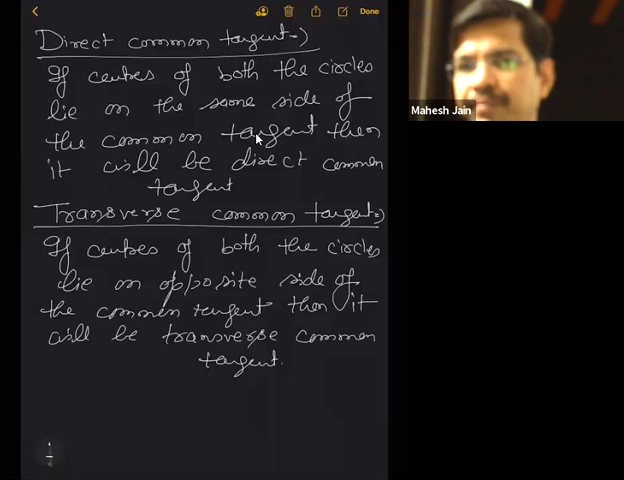 Done
Direct common tangent =)
If centres of both the circles
lie on the same side of
the common tangent then
it will be direct common
tangent
Transverse common tangent =)
If centres of both the circles
lie on opposite side of
the common tangent then it
will be transverse common
tangent.
Mahesh Jain